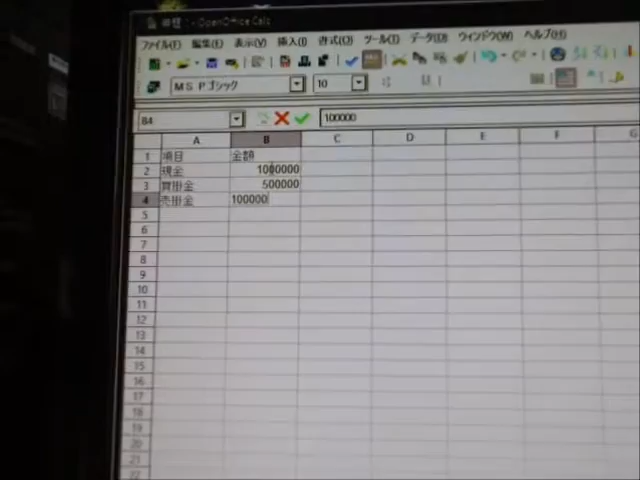 - OpenOffice Calc
ファイル(F) 編集(E) 表示(V) 挿入(I) 書式(O) ツール(T) データ(D) ウィンドウ(W) ヘルプ(H)
MS Pゴシック 10
B4 100000
A B C D E F G
1 項目 金額
2 現金 1000000
3 買掛金 500000
4 売掛金 100000
5
6
7
8
9
10
11
12
13
14
15
16
17
18
19
20
21
22